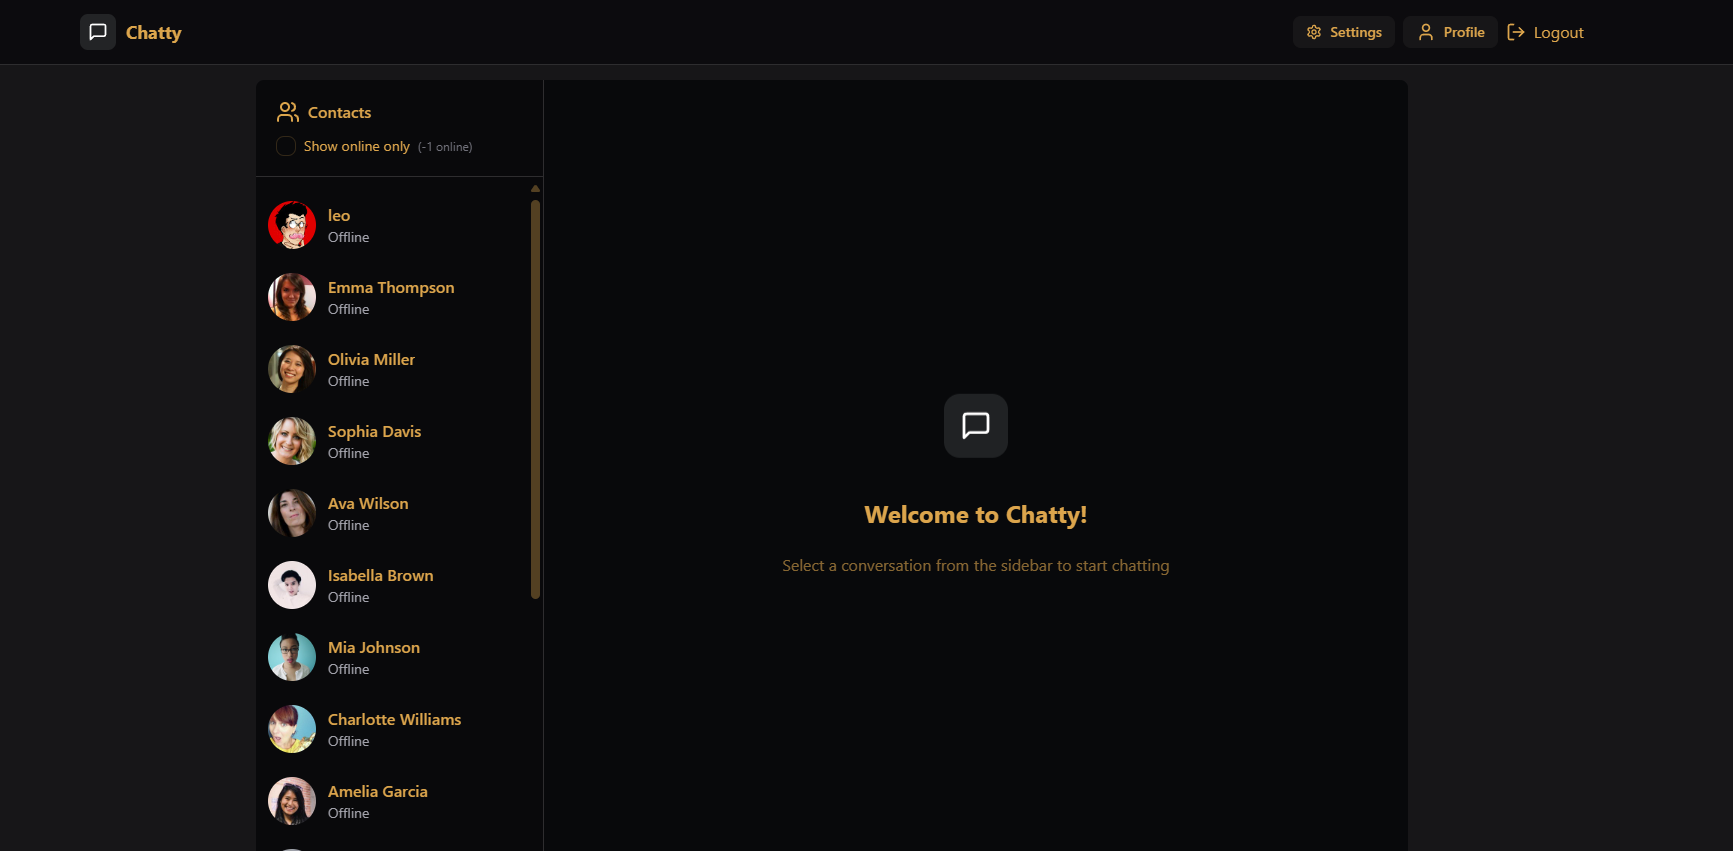 Chatty
Settings
Profile
Logout
Contacts
Show online only (-1 online)
leo
Offline
Emma Thompson
Offline
Olivia Miller
Offline
Sophia Davis
Offline
Ava Wilson
Offline
Isabella Brown
Offline
Mia Johnson
Offline
Charlotte Williams
Offline
Amelia Garcia
Offline
Welcome to Chatty!
Select a conversation from the sidebar to start chatting